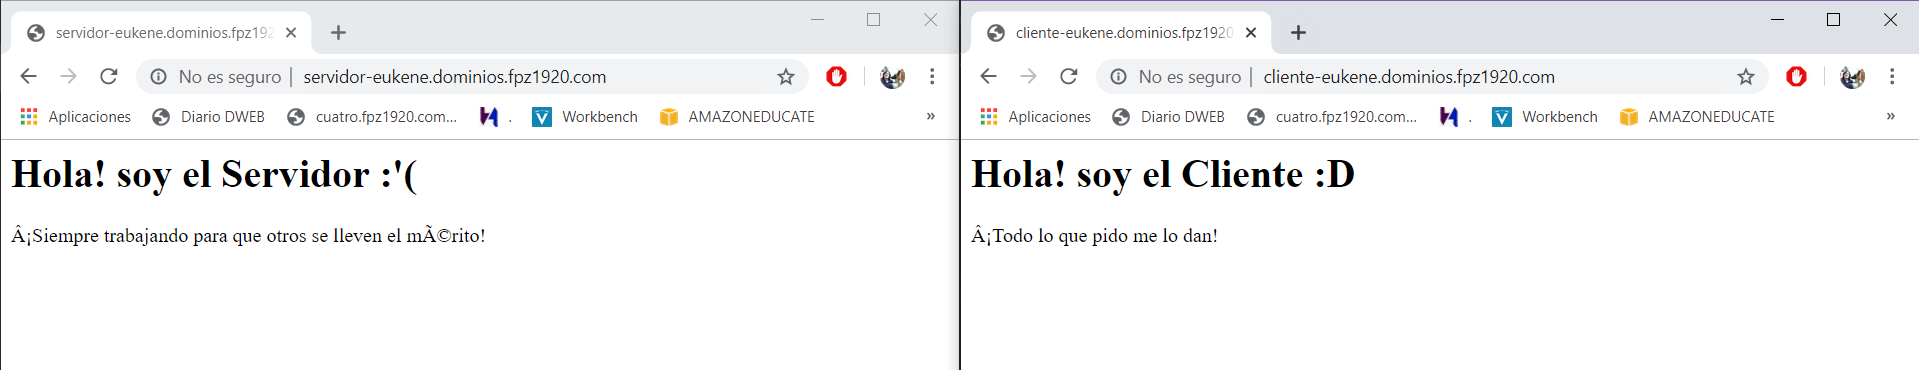 servidor-eukene.dominios.fpz192
No es seguro | servidor-eukene.dominios.fpz1920.com
Aplicaciones Diario DWEB cuatro.fpz1920.com... . Workbench AMAZONEDUCATE »
Hola! soy el Servidor :'(
Â¡Siempre trabajando para que otros se lleven el mÃ©rito!
cliente-eukene.dominios.fpz1920
No es seguro | cliente-eukene.dominios.fpz1920.com
Aplicaciones Diario DWEB cuatro.fpz1920.com... . Workbench AMAZONEDUCATE »
Hola! soy el Cliente :D
Â¡Todo lo que pido me lo dan!